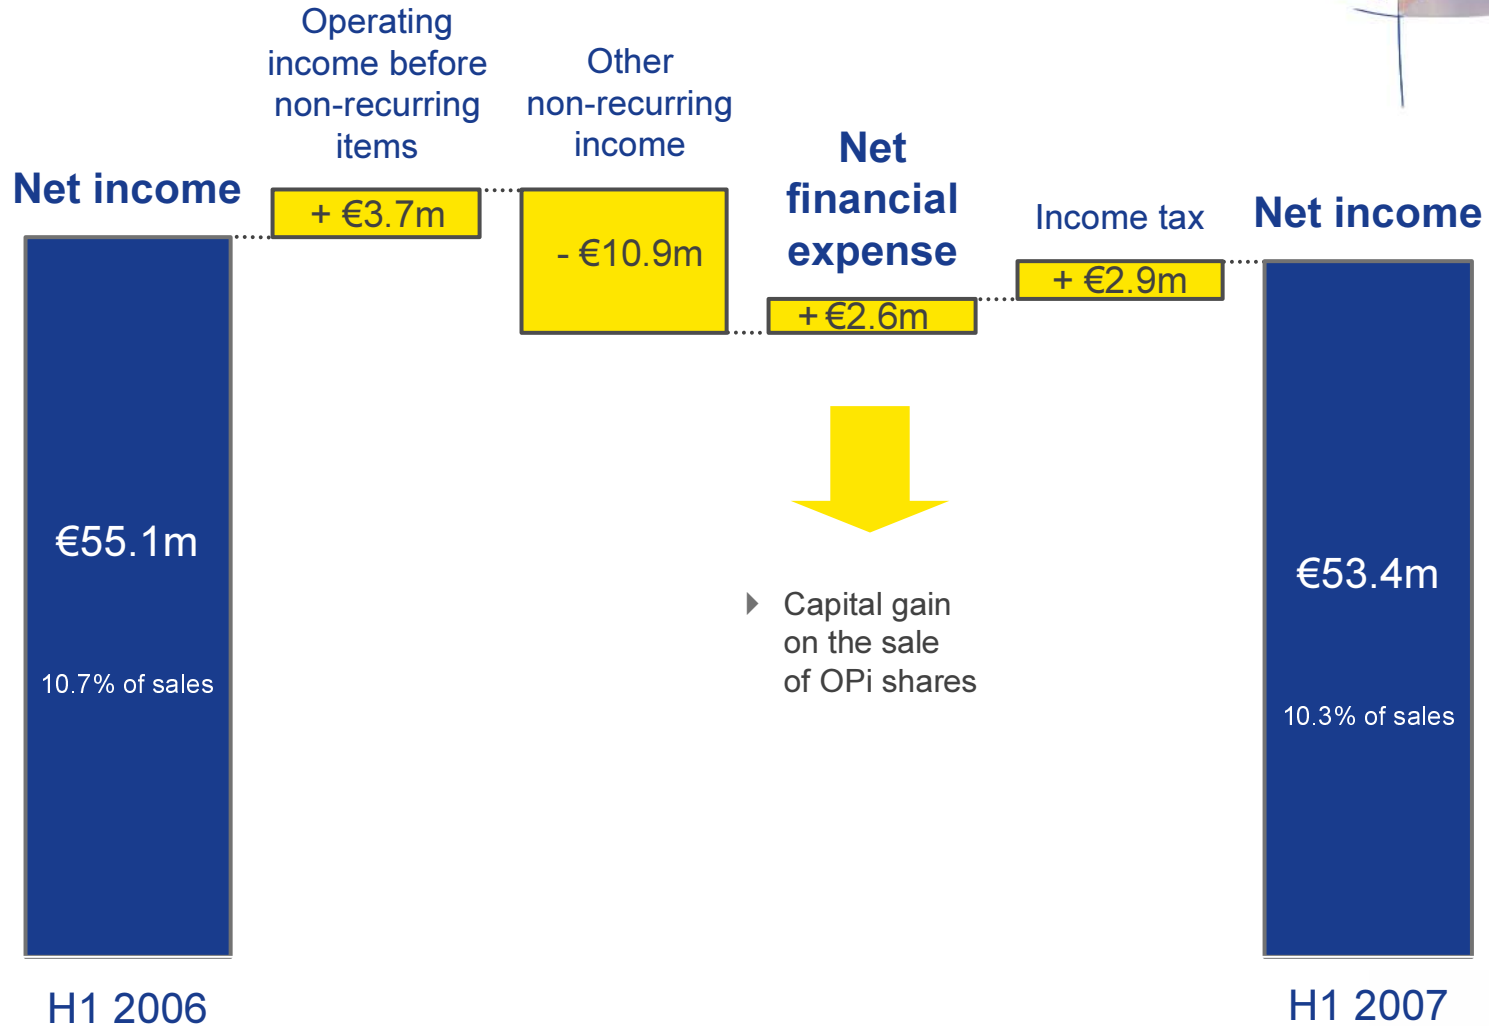 Net income
€55.1m
10.7% of sales
H1 2006
Operating
income before
non-recurring
items
+ €3.7m
Other
non-recurring
income
- €10.9m
Net
financial
expense
+ €2.6m
Capital gain
on the sale
of OPi shares
Income tax
+ €2.9m
Net income
€53.4m
10.3% of sales
H1 2007